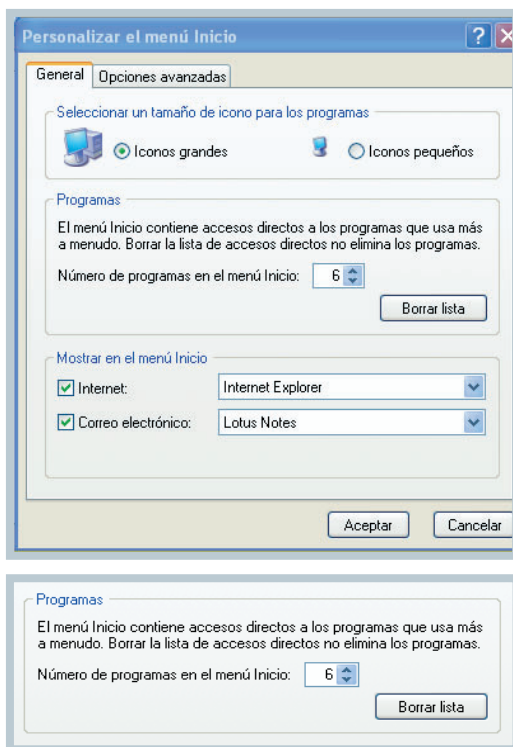 Personalizar el menú Inicio
General Opciones avanzadas
Seleccionar un tamaño de icono para los programas
Iconos grandes Iconos pequeños
Programas
El menú Inicio contiene accesos directos a los programas que usa más
a menudo. Borrar la lista de accesos directos no elimina los programas.
Número de programas en el menú Inicio: 6
Borrar lista
Mostrar en el menú Inicio
Internet: Internet Explorer
Correo electrónico: Lotus Notes
Aceptar Cancelar
Programas
El menú Inicio contiene accesos directos a los programas que usa más
a menudo. Borrar la lista de accesos directos no elimina los programas.
Número de programas en el menú Inicio: 6
Borrar lista